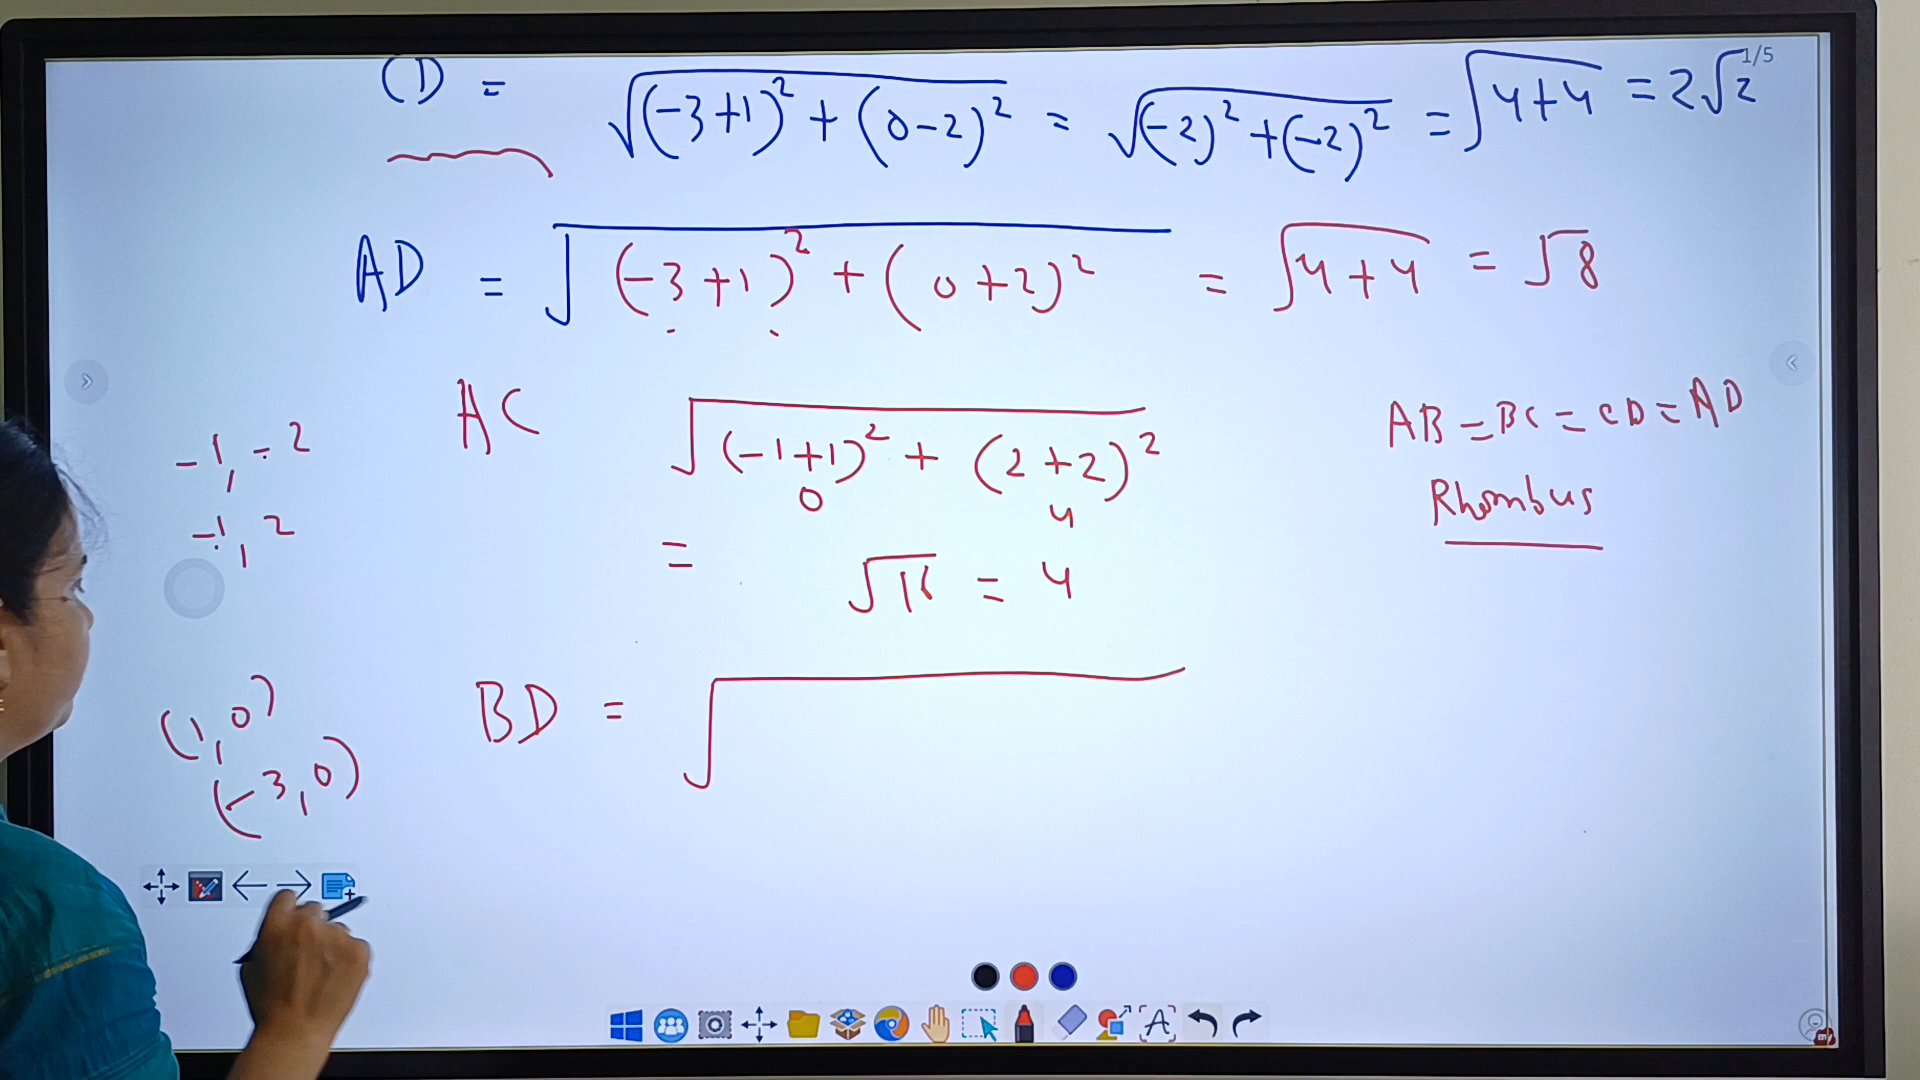 1/5
CD = √(-3+1)² + (0-2)² = √(-2)² + (-2)² = √4+4 = 2√2
AD = √(-3+1)² + (0+2)² = √4+4 = √8
AC √(-1+1)² + (2+2)²
0 4
= √16 = 4
-1, -2
-1, 2
AB = BC = CD = AD
Rhombus
(1,0)
(-3,0)
BD = √